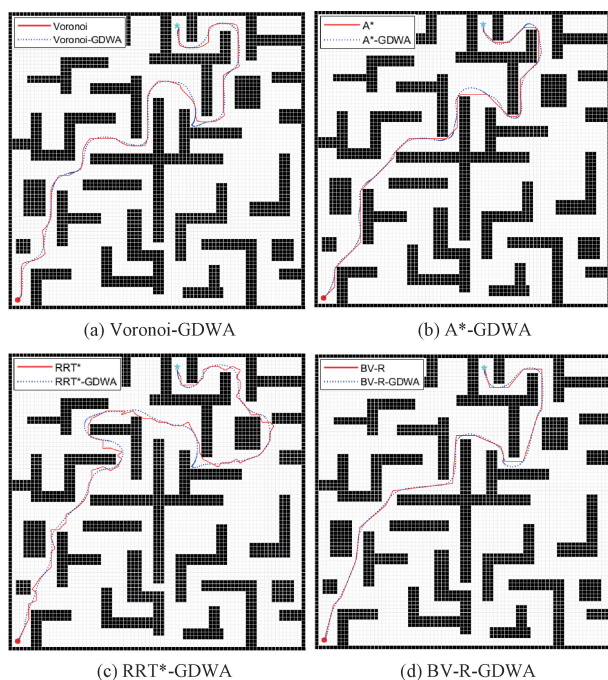 Voronoi
Voronoi-GDWA
A*
A*-GDWA
(a) Voronoi-GDWA
(b) A*-GDWA
RRT*
RRT*-GDWA
BV-R
BV-R-GDWA
(c) RRT*-GDWA
(d) BV-R-GDWA